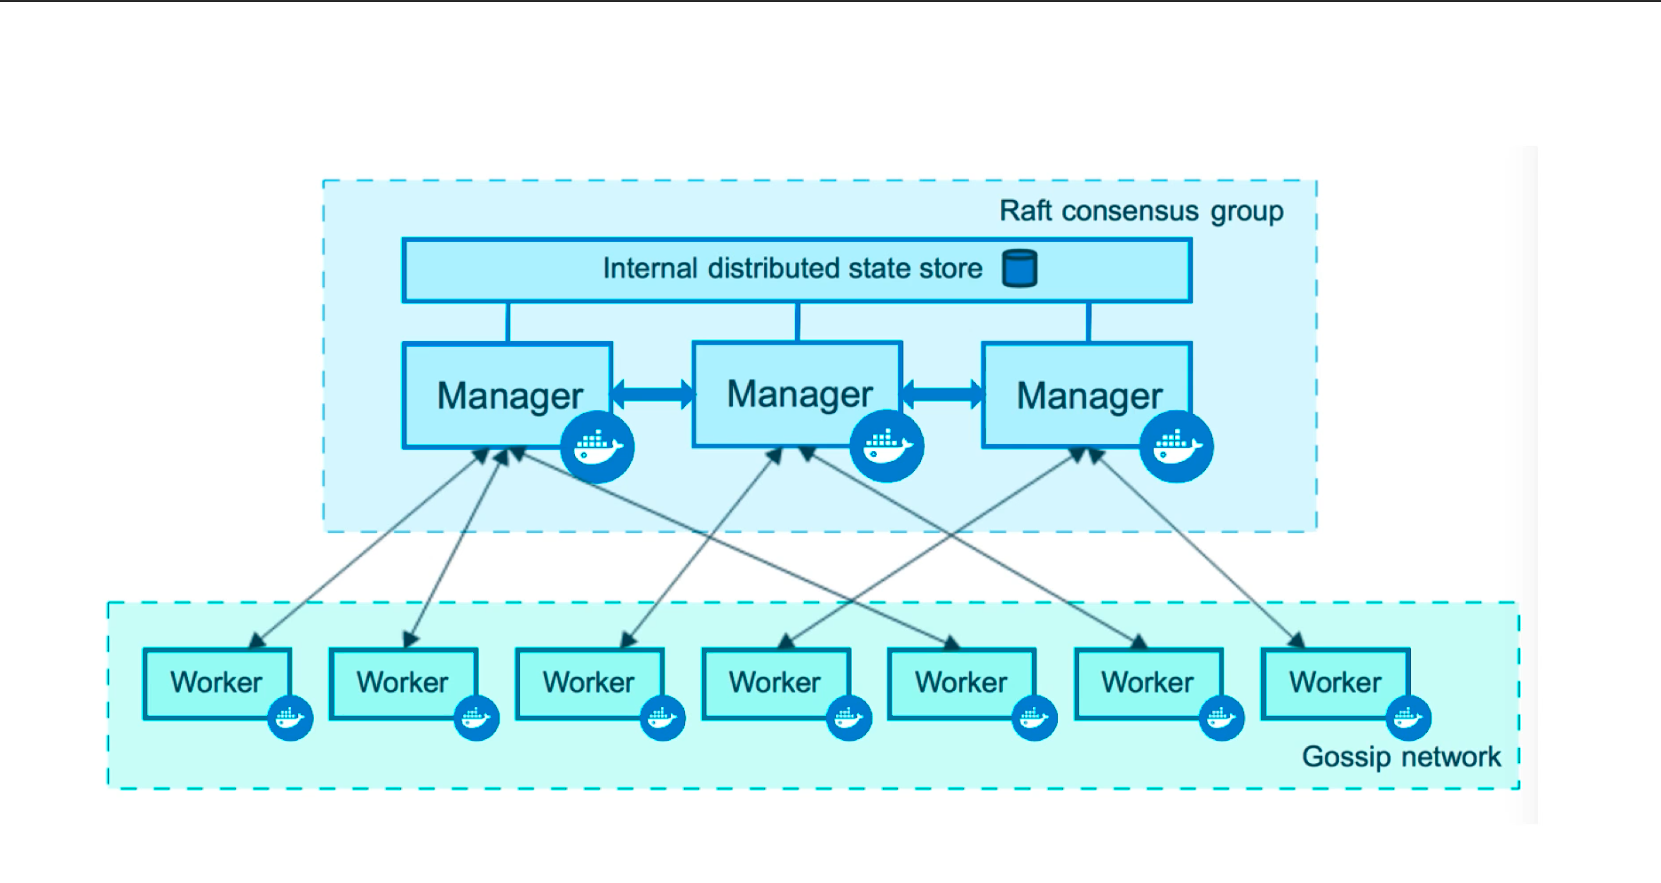 Raft consensus group
Internal distributed state store
Manager Manager Manager
Worker Worker Worker Worker Worker Worker Worker
Gossip network